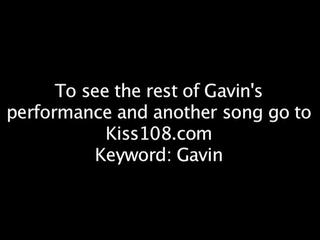 To see the rest of Gavin's
performance and another song go to
Kiss108.com
Keyword: Gavin